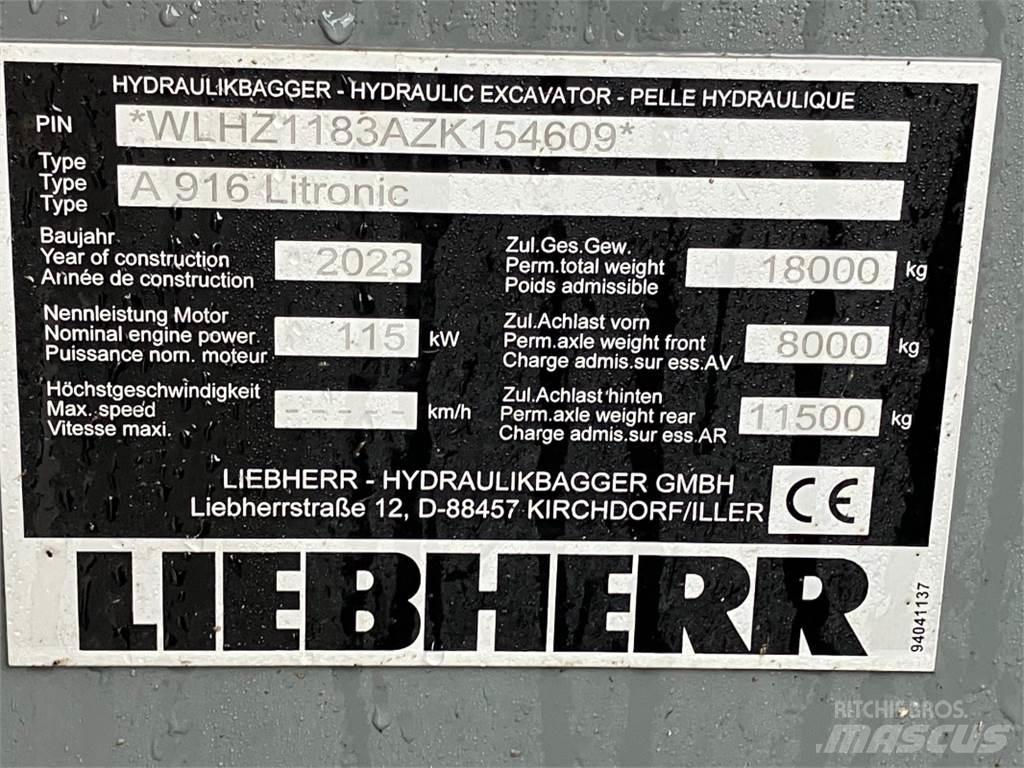 HYDRAULIKBAGGER - HYDRAULIC EXCAVATOR - PELLE HYDRAULIQUE
PIN *WLHZ1183AZK154609*
Type
Type A 916 Litronic
Type
Baujahr
Year of construction 2023
Année de construction
Nennleistung Motor
Nominal engine power 115 kW
Puissance nom. moteur
Höchstgeschwindigkeit
Max. speed ------ km/h
Vitesse maxi.
Zul.Ges.Gew.
Perm.total weight 18000 kg
Poids admissible
Zul.Achlast vorn
Perm.axle weight front 8000 kg
Charge admis.sur ess.AV
Zul.Achlast hinten
Perm.axle weight rear 11500 kg
Charge admis.sur ess.AR
LIEBHERR - HYDRAULIKBAGGER GMBH
Liebherrstraße 12, D-88457 KIRCHDORF/ILLER
CE
LIEBHERR
94041137
RITCHIE BROS.
MASCUS